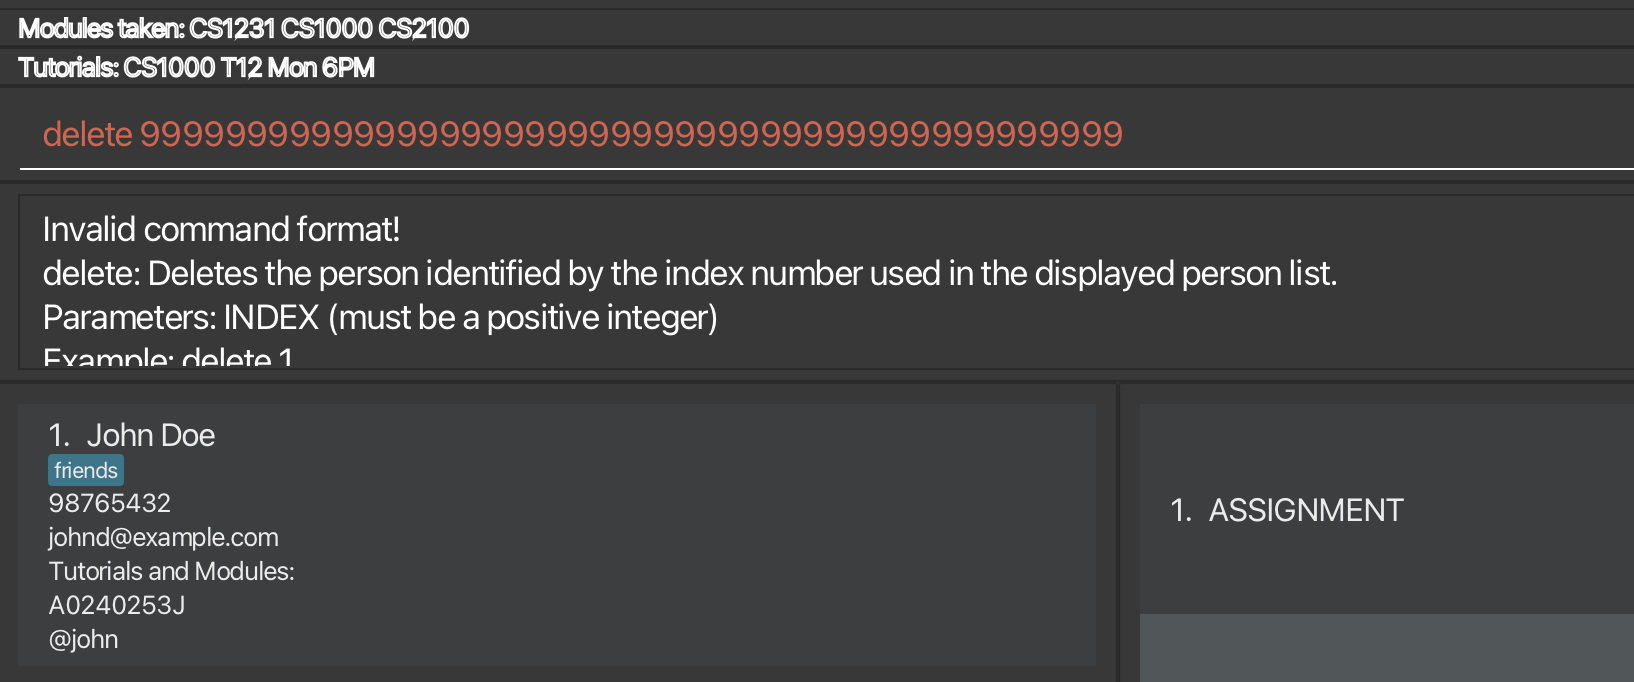 Modules taken: CS1231 CS1000 CS2100
Tutorials: CS1000 T12 Mon 6PM
delete 9999999999999999999999999999999999999999999999
Invalid command format!
delete: Deletes the person identified by the index number used in the displayed person list.
Parameters: INDEX (must be a positive integer)
Example: delete 1
1. John Doe
friends
98765432
johnd@example.com
Tutorials and Modules:
A0240253J
@john
1. ASSIGNMENT